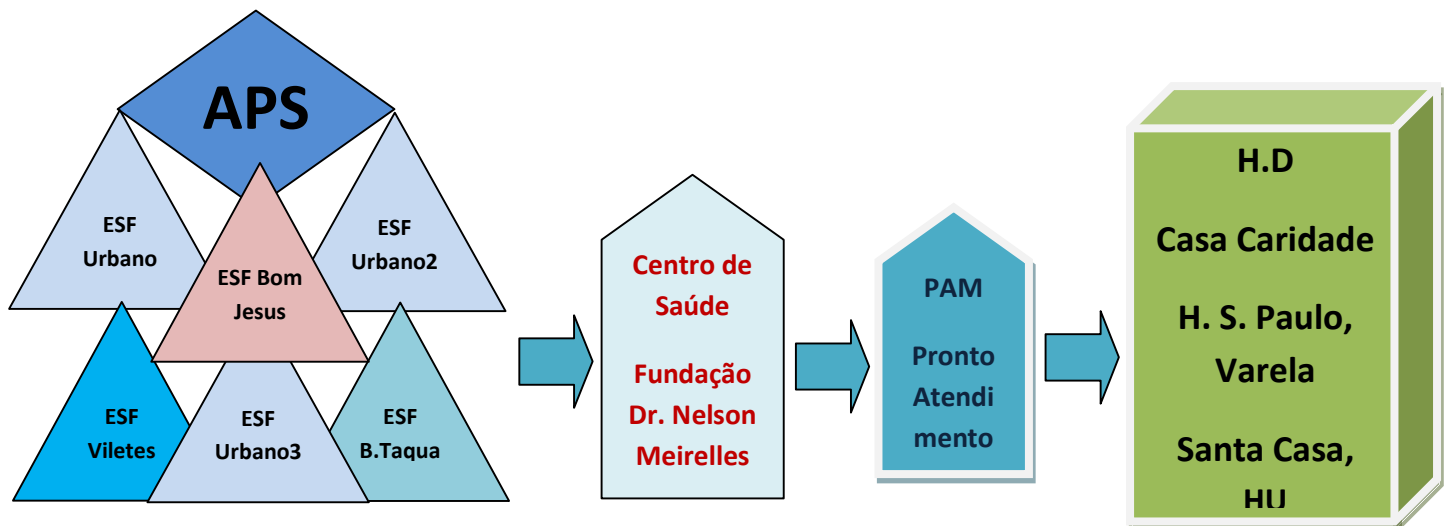 APS
ESF
Urbano
ESF
Urbano2
ESF Bom
Jesus
ESF
Viletes
ESF
Urbano3
ESF
B.Taqua
Centro de
Saúde
Fundação
Dr. Nelson
Meirelles
PAM
Pronto
Atendi
mento
H.D
Casa Caridade
H. S. Paulo,
Varela
Santa Casa,
HU